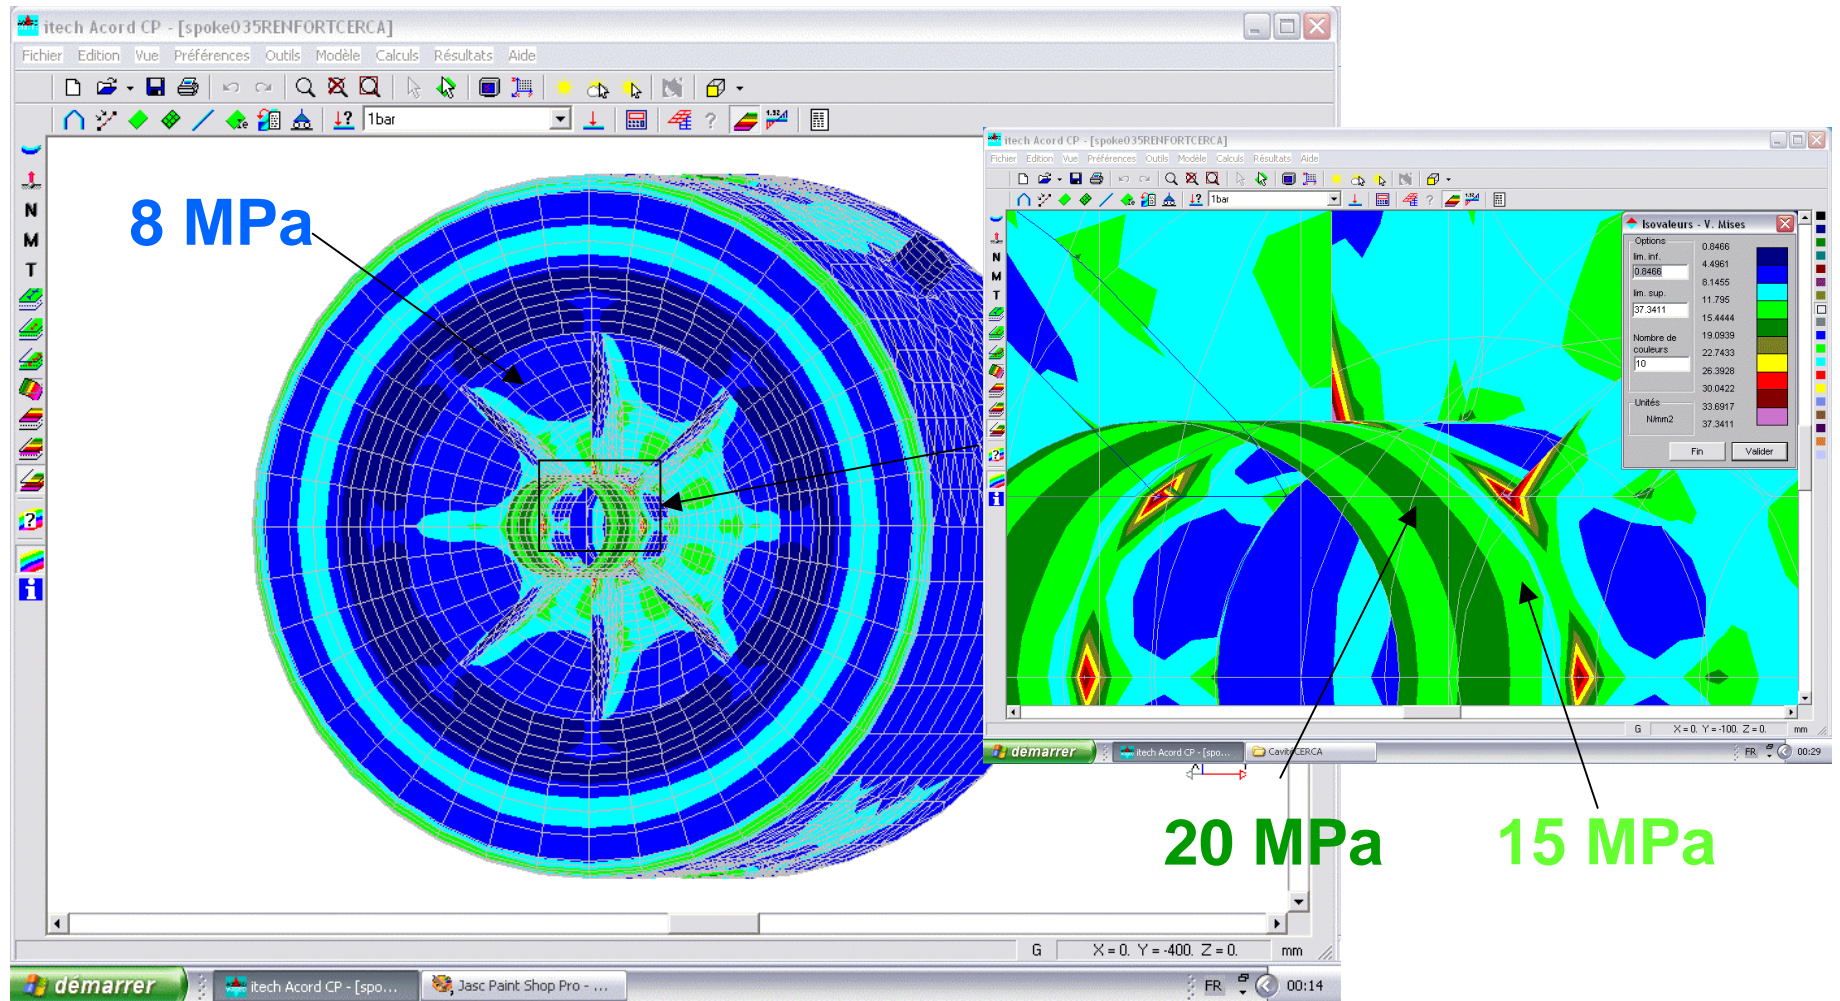 itech Acord CP - [spoke035RENFORTCERCA]
Fichier Edition Vue Préférences Outils Modèle Calculs Résultats Aide
1bar
N
M
T
8 MPa
G X = 0. Y = -400. Z = 0. mm
démarrer itech Acord CP - [spo... Jasc Paint Shop Pro - ... FR 00:14
itech Acord CP - [spoke035RENFORTCERCA]
Fichier Edition Vue Préférences Outils Modèle Calculs Résultats Aide
1bar
N
M
T
Isovaleurs - V. Mises
Options
lim. inf.
0.8466
lim. sup.
37.3411
Nombre de
couleurs
10
Unités
N/mm2
0.8466
4.4961
8.1455
11.795
15.4444
19.0939
22.7433
26.3928
30.0422
33.6917
37.3411
Fin Valider
G X = 0. Y = -100. Z = 0. mm
démarrer itech Acord CP - [spo... CavitéCERCA FR 00:29
20 MPa 15 MPa